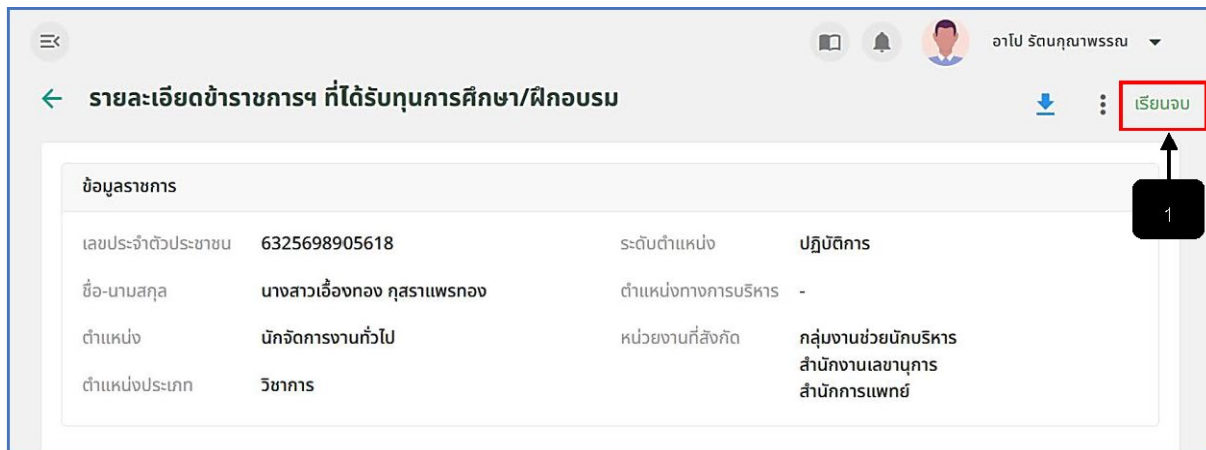 อาโป รัตนกุณาพรรณ
รายละเอียดข้าราชการฯ ที่ได้รับทุนการศึกษา/ฝึกอบรม
เรียนจบ
1
ข้อมูลราชการ
เลขประจำตัวประชาชน 6325698905618 ระดับตำแหน่ง ปฏิบัติการ
ชื่อ-นามสกุล นางสาวเอื้องทอง กุสราแพรทอง ตำแหน่งทางการบริหาร -
ตำแหน่ง นักจัดการงานทั่วไป หน่วยงานที่สังกัด กลุ่มงานช่วยนักบริหาร
สำนักงานเลขานุการ
ตำแหน่งประเภท วิชาการ สำนักการแพทย์